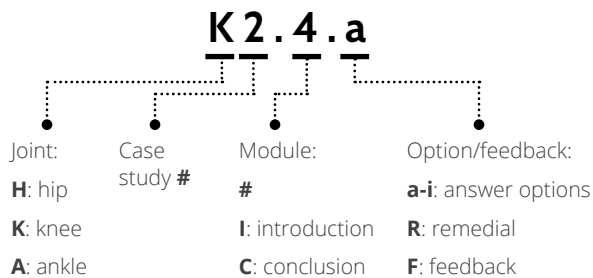 K2.4.a
Joint:
H: hip
K: knee
A: ankle
Case
study #
Module:
#
I: introduction
C: conclusion
Option/feedback:
a-i: answer options
R: remedial
F: feedback